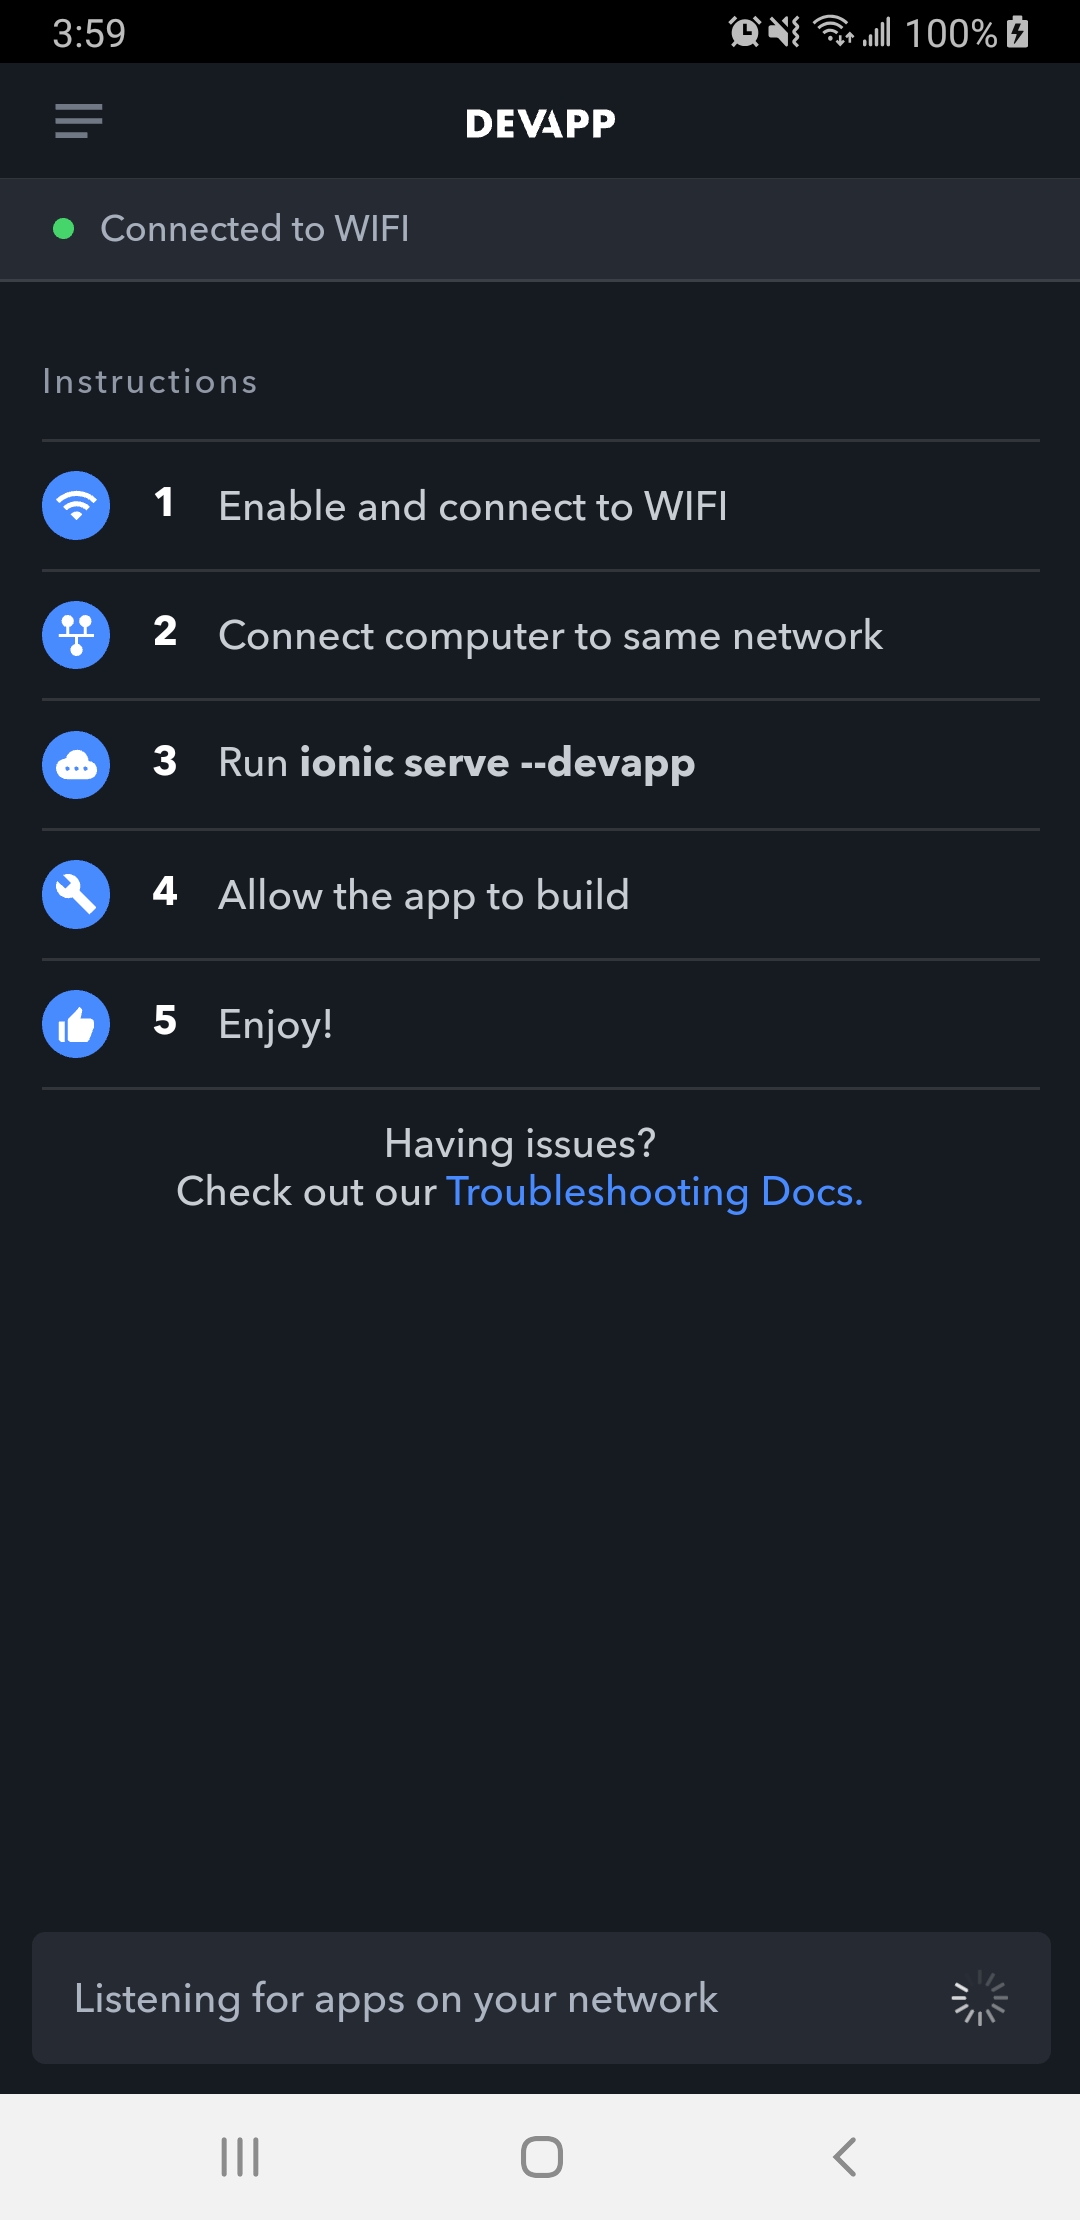 3:59
100%
DEVAPP
Connected to WIFI
Instructions
1 Enable and connect to WIFI
2 Connect computer to same network
3 Run ionic serve --devapp
4 Allow the app to build
5 Enjoy!
Having issues?
Check out our Troubleshooting Docs.
Listening for apps on your network